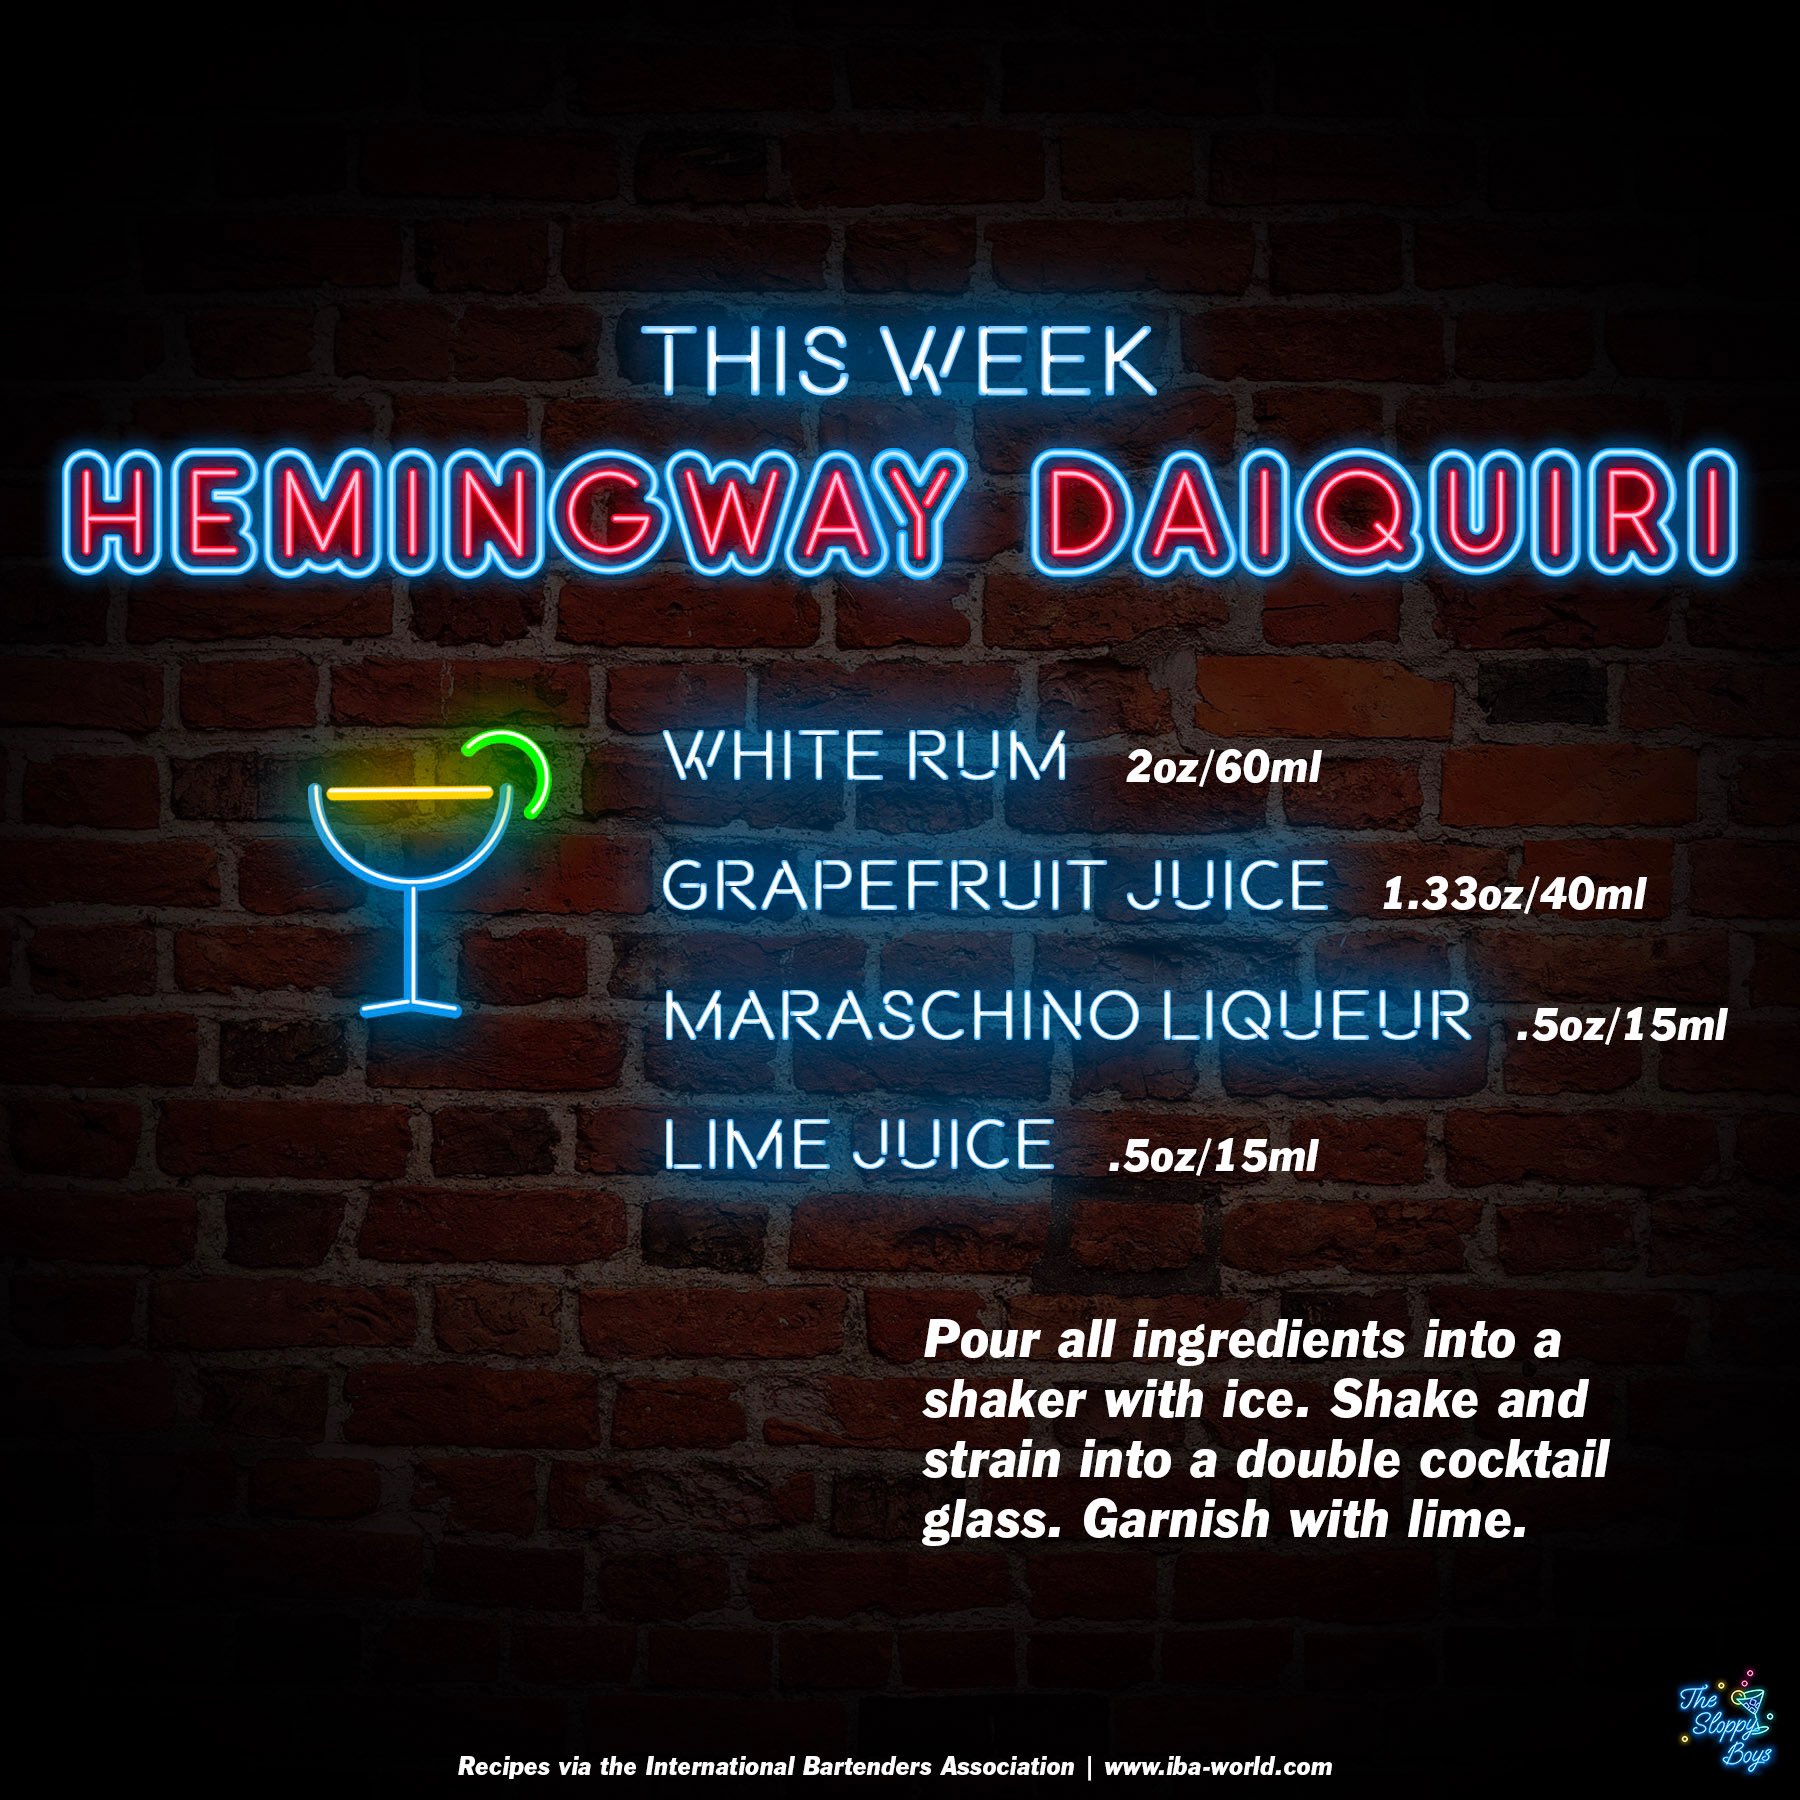 THIS WEEK
HEMINGWAY DAIQUIRI
WHITE RUM 2oz/60ml
GRAPEFRUIT JUICE 1.33oz/40ml
MARASCHINO LIQUEUR .5oz/15ml
LIME JUICE .5oz/15ml
Pour all ingredients into a
shaker with ice. Shake and
strain into a double cocktail
glass. Garnish with lime.
The
Sloppy
Boys
Recipes via the International Bartenders Association | www.iba-world.com